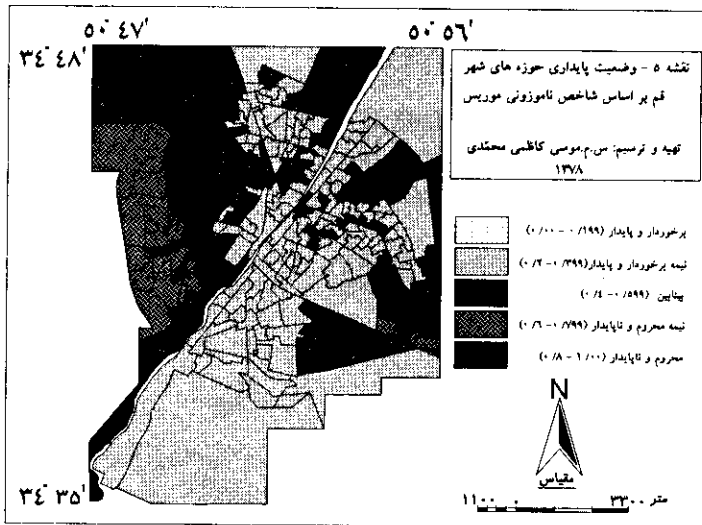 ۵۰° ۴۷'
۵۰° ۵۶'
۳۴° ۴۸'
نقشه ۵ - وضعیت پایداری حوزه های شهر
قم بر اساس شاخص ناموزونی موریس
تهیه و ترسیم: س.م.موسی کاظمی محمّدی
۱۳۷۸
برخوردار و پایدار (۰/۱۹۹ - ۰/۰۰)
نیمه برخوردار و پایدار(۰/۳۹۹ - ۰/۲)
بینابین (۰/۵۹۹ - ۰/۴)
نیمه محروم و ناپایدار (۰/۷۹۹ - ۰/۶)
محروم و ناپایدار (۱/۰۰ - ۰/۸)
N
مقیاس
۱۱۰۰ ۰ ۳۳۰۰ متر
۳۴° ۳۵'